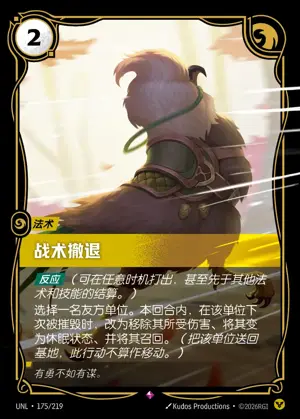 2
法术
战术撤退
反应 （可在任意时机打出，甚至先于其他法
术和技能的结算。）
选择一名友方单位。本回合内，在该单位下
次被摧毁时，改为移除其所受伤害、将其变
为休眠状态、并将其召回。（把该单位送回
基地，此行动不算作移动。）
有勇不如有谋。
UNL • 175/219
Kudos Productions • ©2026RGI